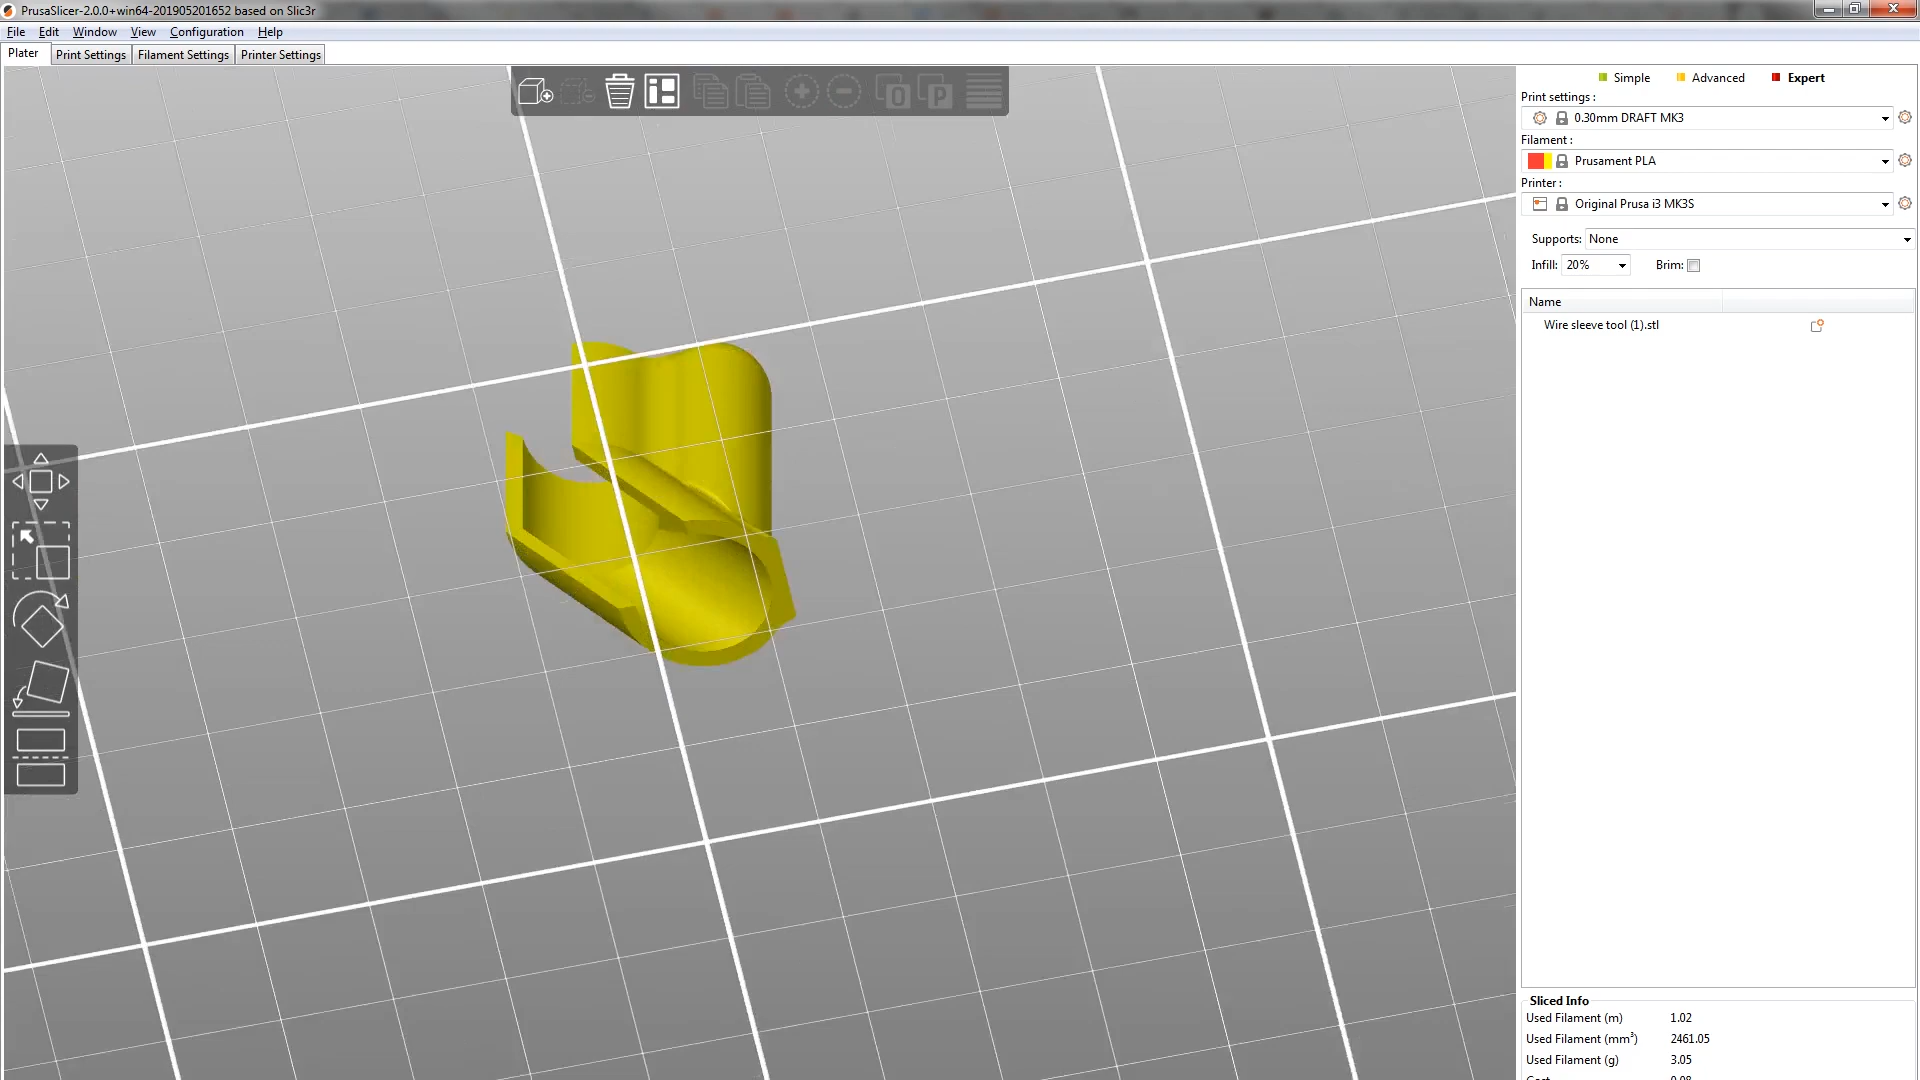 PrusaSlicer-2.0.0+win64-201905201652 based on Slic3r
File Edit Window View Configuration Help
Plater Print Settings Filament Settings Printer Settings
Simple Advanced Expert
Print settings :
0.30mm DRAFT MK3
Filament :
Prusament PLA
Printer :
Original Prusa i3 MK3S
Supports: None
Infill: 20% Brim:
Name
Wire sleeve tool (1).stl
Sliced Info
Used Filament (m) 1.02
Used Filament (mm³) 2461.05
Used Filament (g) 3.05
Cost 0.08